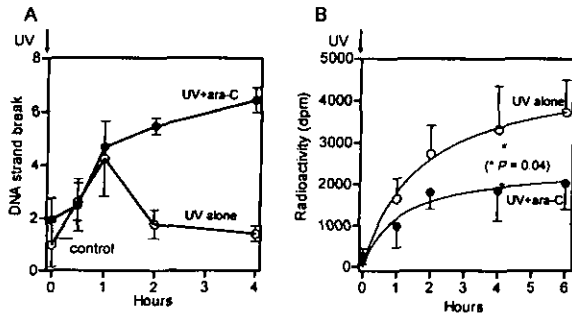 A
UV
8
6
4
2
0
DNA strand break
UV+ara-C
UV alone
control
0 1 2 3 4
Hours
B
UV
5000
4000
3000
2000
1000
0
Radioactivity (dpm)
UV alone
*
(* P = 0.04)
*
UV+ara-C
0 1 2 3 4 5 6
Hours